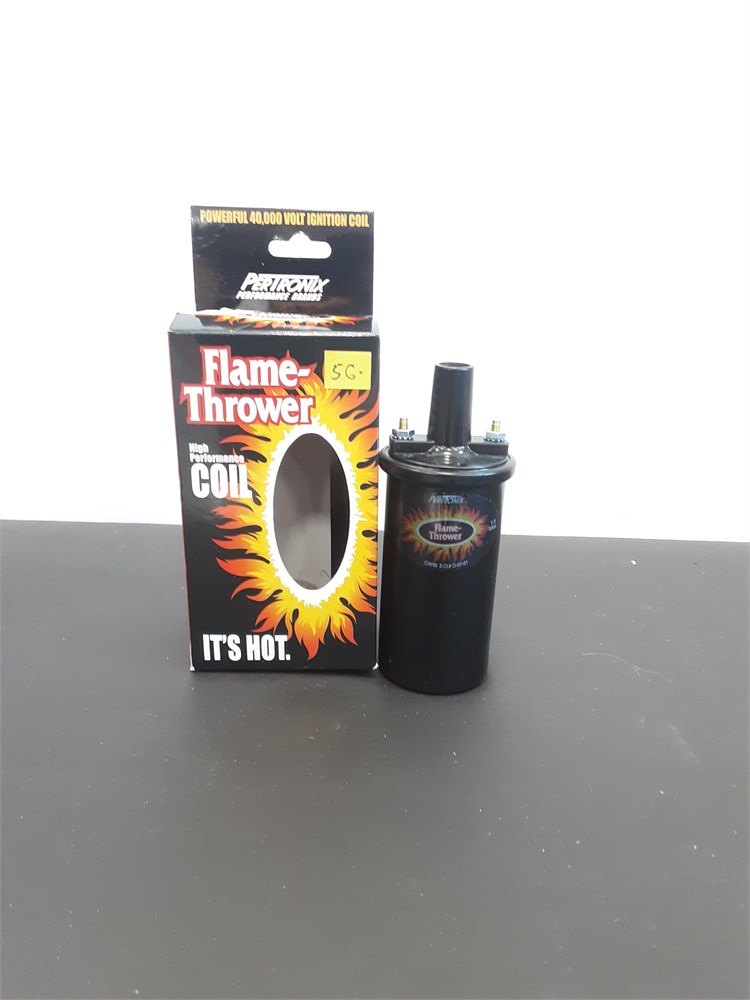 POWERFUL 40,000 VOLT IGNITION COIL
PERTRONIX
PERFORMANCE BRANDS
Flame-
Thrower
56.
High
Performance
COIL
IT'S HOT.
PERTRONIX
Flame-
Thrower